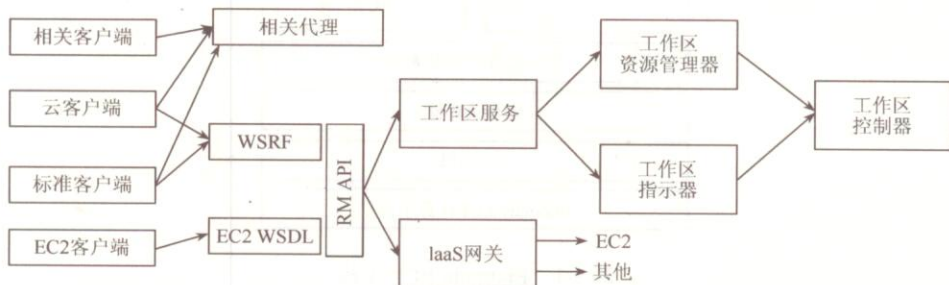 相关客户端
相关代理
云客户端
标准客户端
EC2客户端
WSRF
EC2 WSDL
RM API
工作区服务
IaaS网关
工作区
资源管理器
工作区
指示器
EC2
其他
工作区
控制器